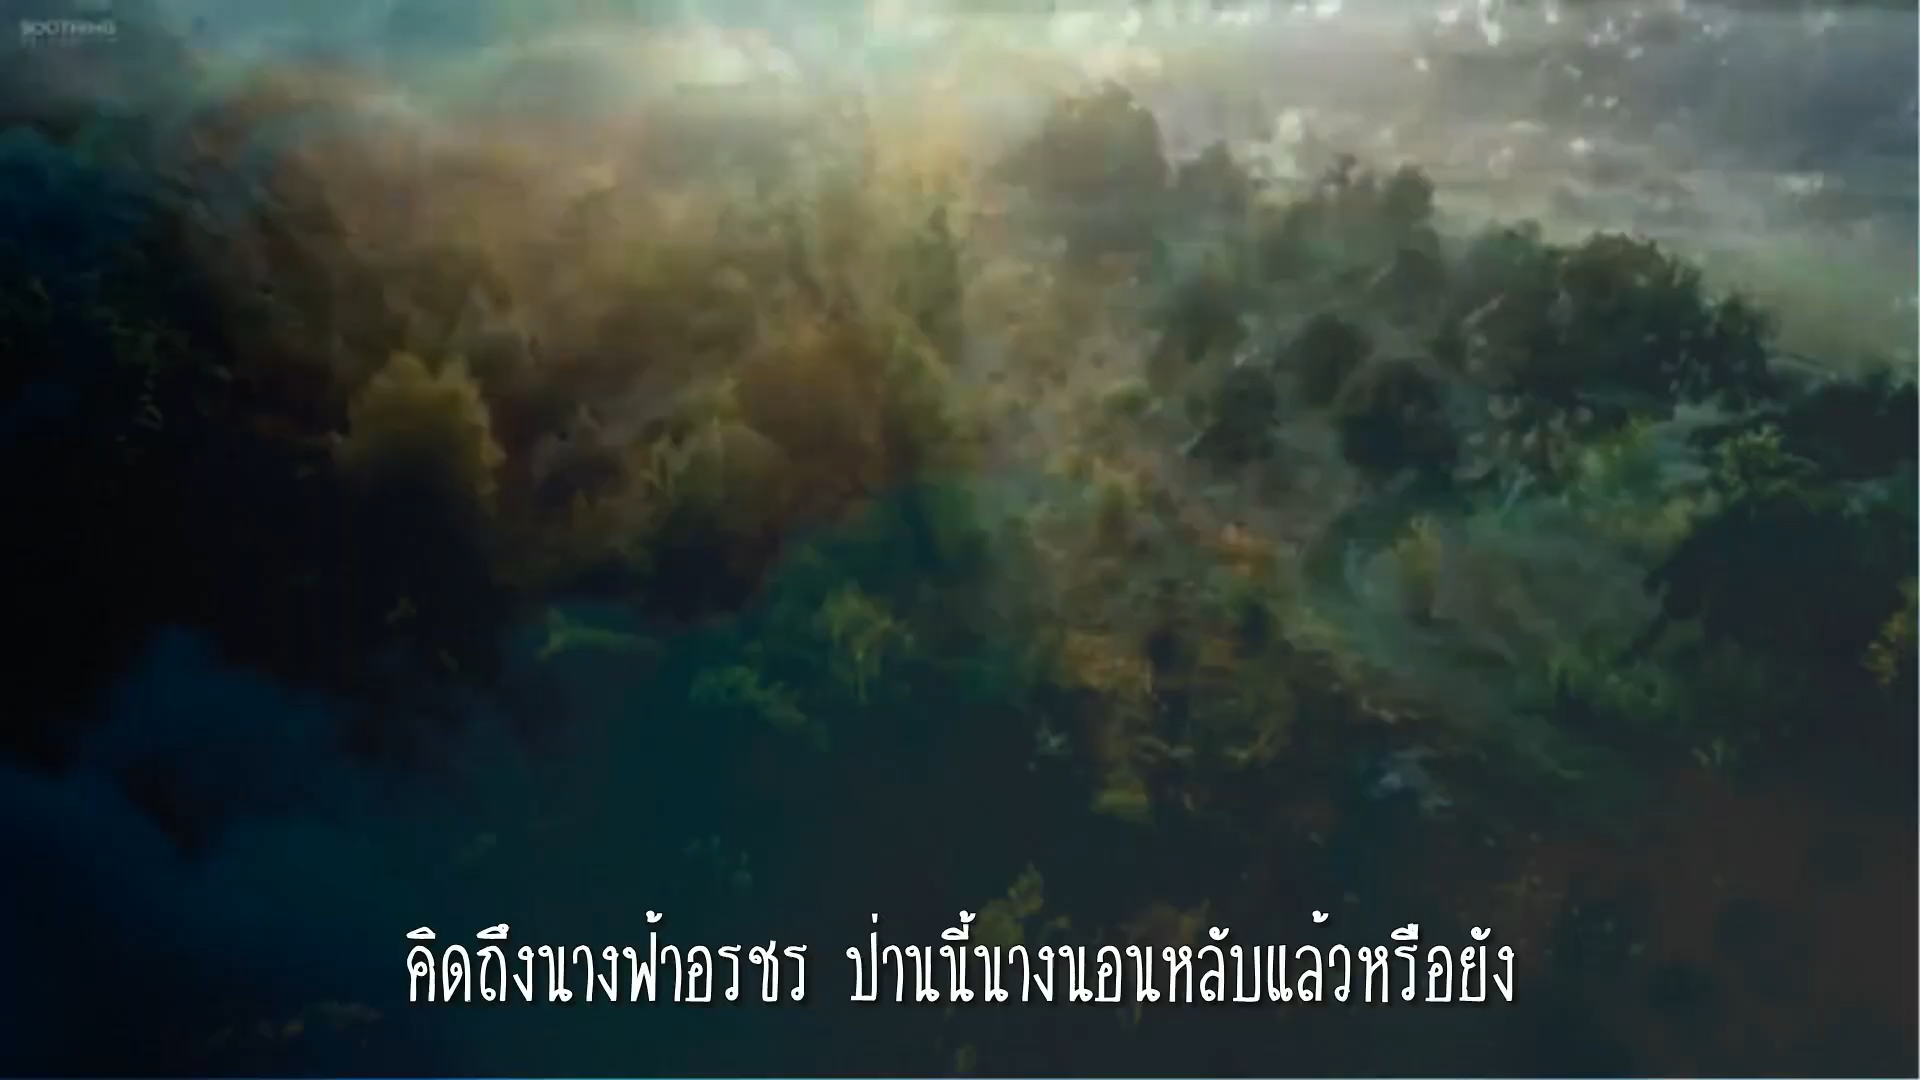 SOOTHING
คิดถึงนางฟ้าอรชร ป่านนี้นางนอนหลับแล้วหรือยัง